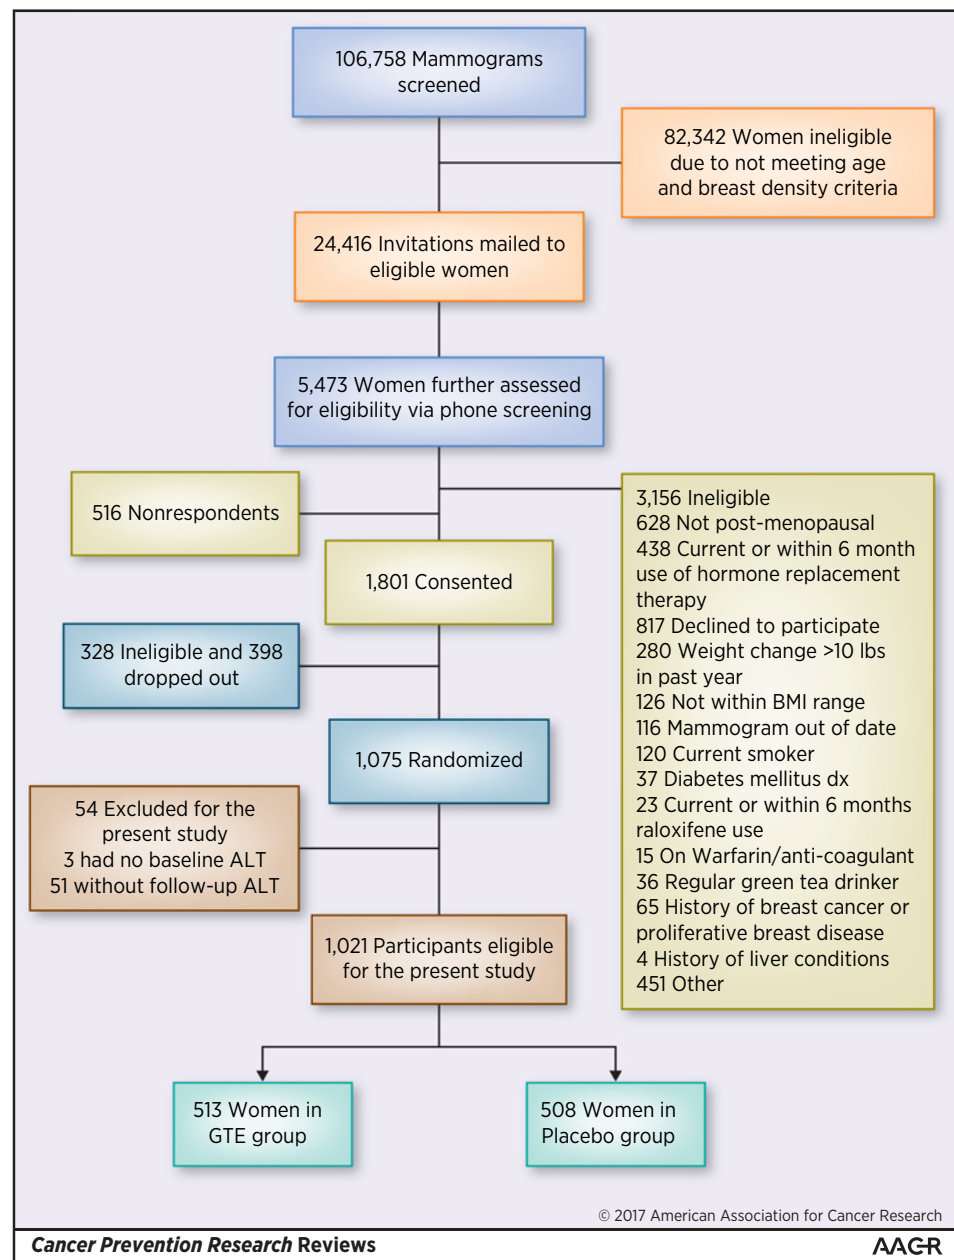 106,758 Mammograms
screened
82,342 Women ineligible
due to not meeting age
and breast density criteria
24,416 Invitations mailed to
eligible women
5,473 Women further assessed
for eligibility via phone screening
516 Nonrespondents
3,156 Ineligible
628 Not post-menopausal
438 Current or within 6 month
use of hormone replacement
therapy
817 Declined to participate
280 Weight change >10 lbs
in past year
126 Not within BMI range
116 Mammogram out of date
120 Current smoker
37 Diabetes mellitus dx
23 Current or within 6 months
raloxifene use
15 On Warfarin/anti-coagulant
36 Regular green tea drinker
65 History of breast cancer or
proliferative breast disease
4 History of liver conditions
451 Other
1,801 Consented
328 Ineligible and 398
dropped out
1,075 Randomized
54 Excluded for the
present study
3 had no baseline ALT
51 without follow-up ALT
1,021 Participants eligible
for the present study
513 Women in
GTE group
508 Women in
Placebo group
© 2017 American Association for Cancer Research
Cancer Prevention Research Reviews
AACR